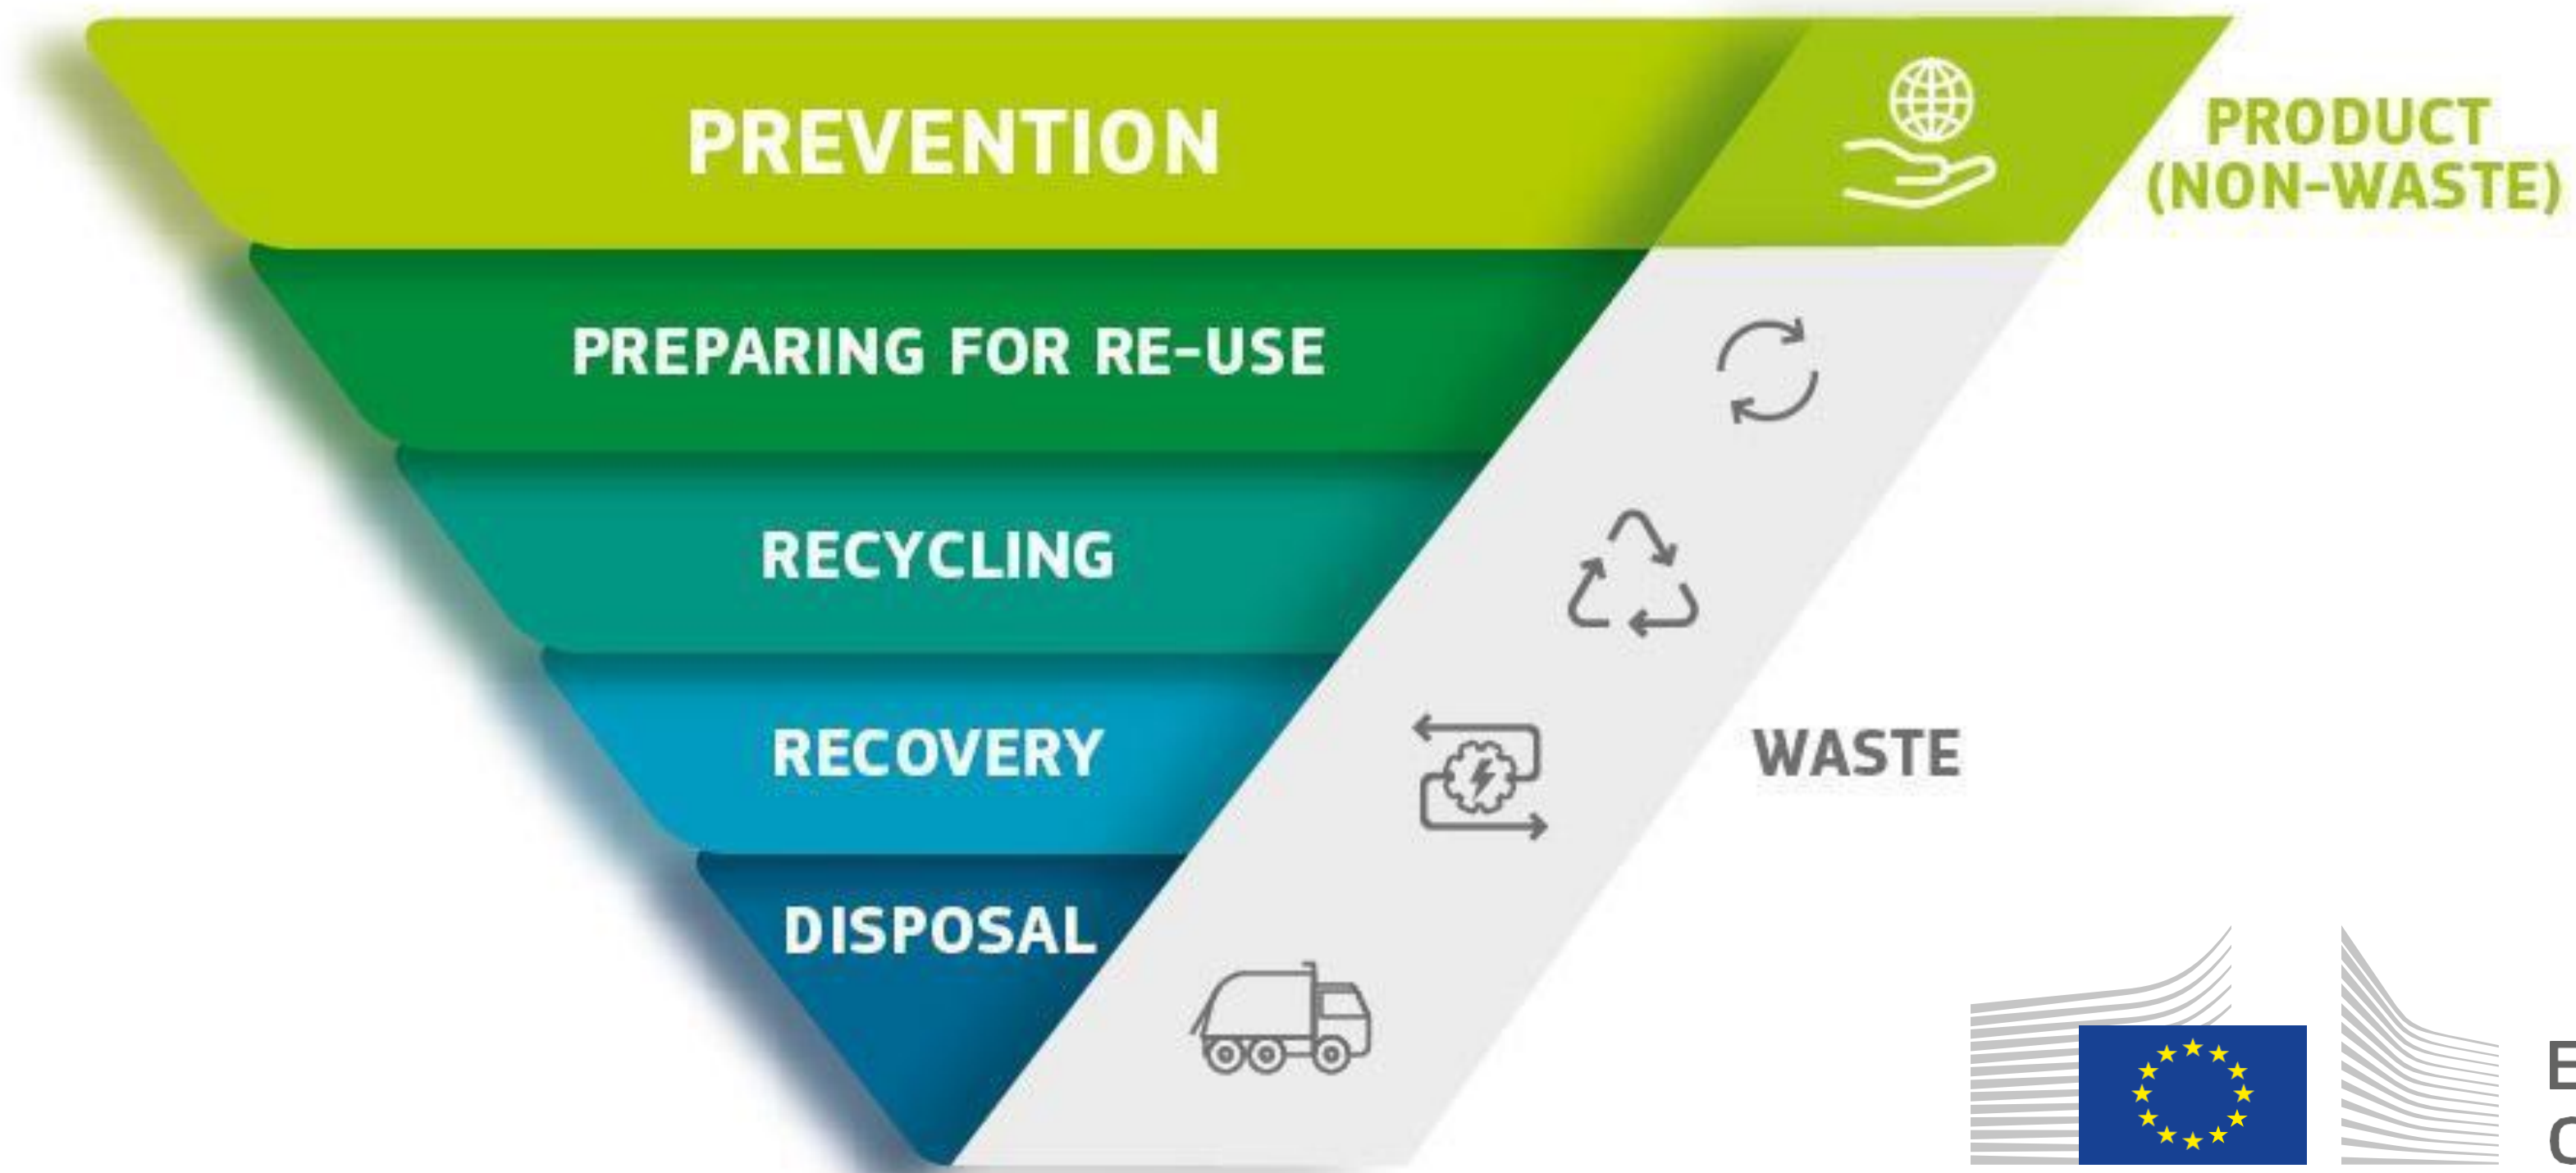 PREVENTION
PRODUCT
(NON-WASTE)
PREPARING FOR RE-USE
RECYCLING
RECOVERY
WASTE
DISPOSAL